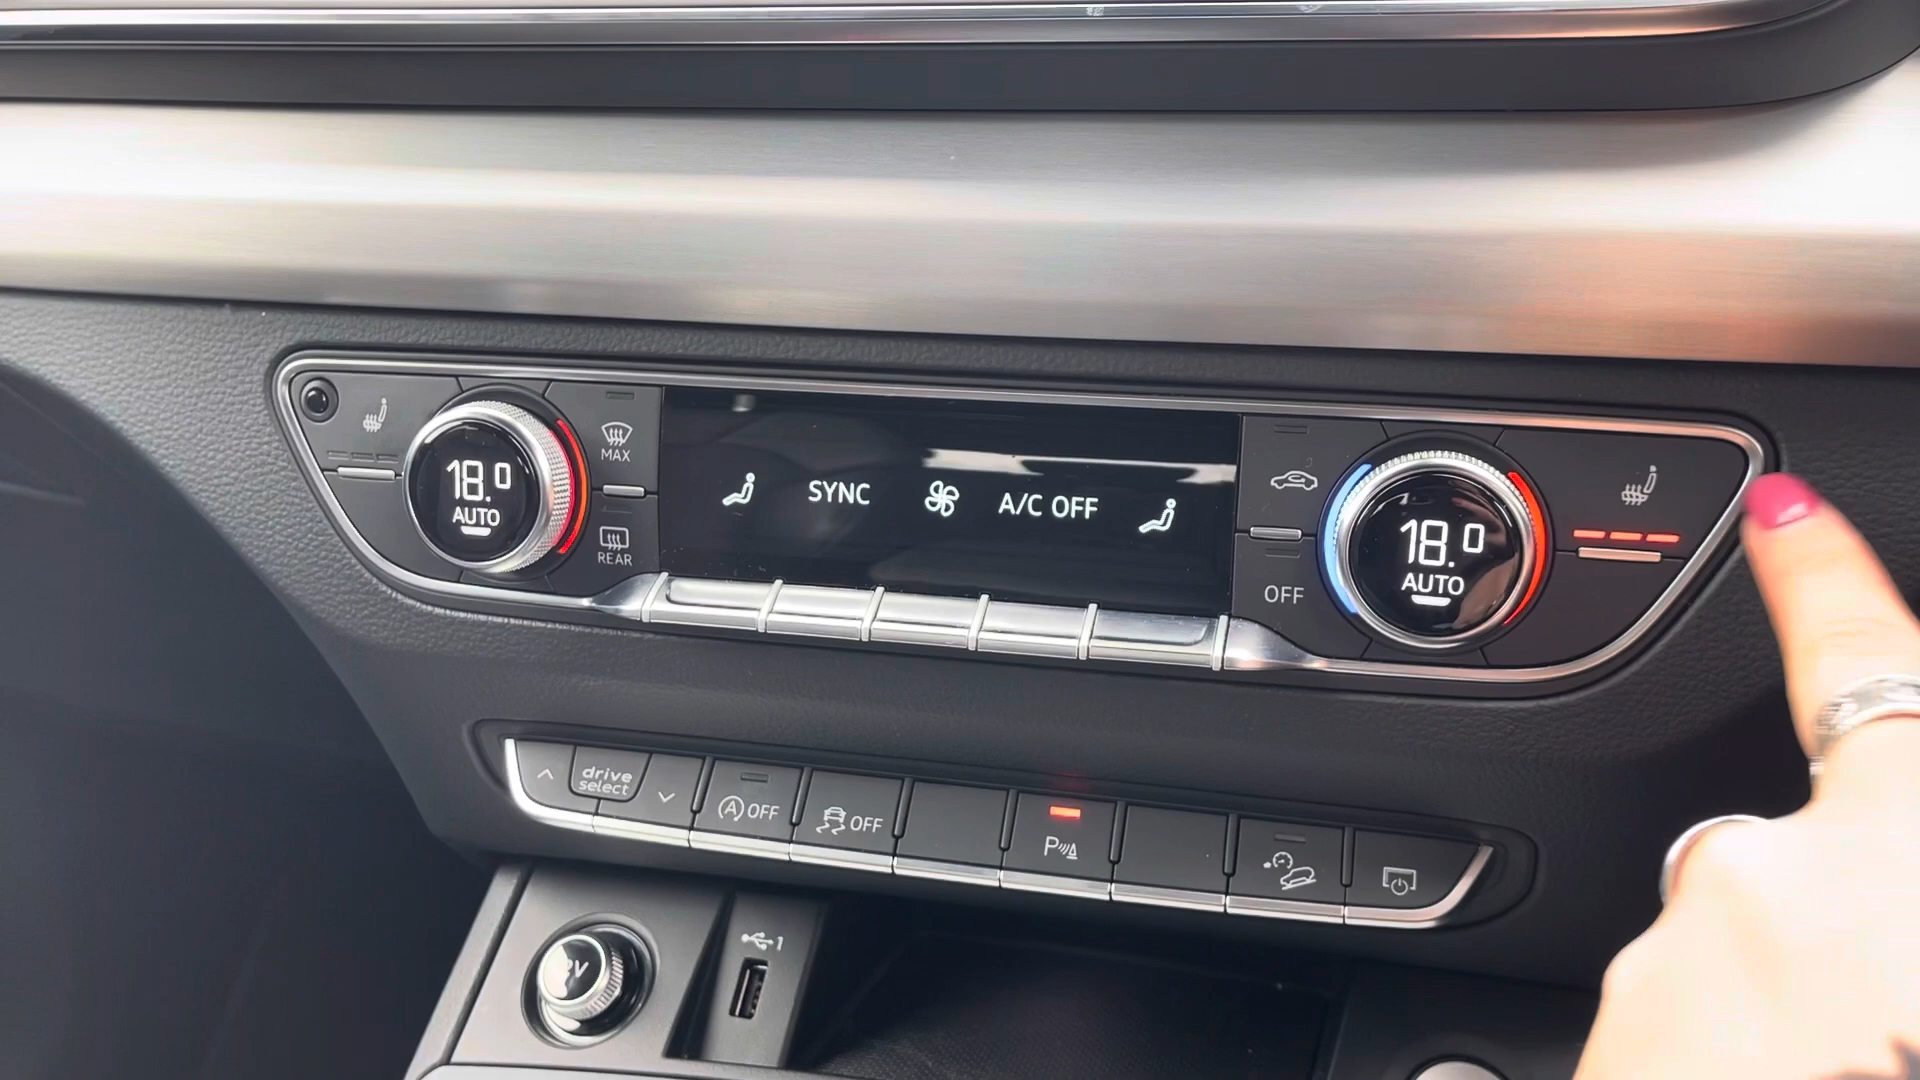 18.0
AUTO
MAX
REAR
SYNC
A/C OFF
OFF
18.0
AUTO
drive
select
A OFF
OFF
P
1